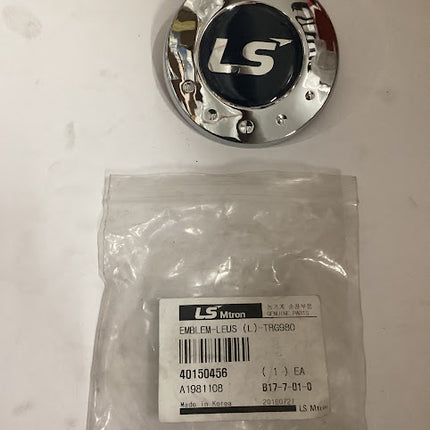 LS
LS Mtron
농기계 순정부품
GENUINE PARTS
EMBLEM-LEUS (L)-TRG980
40150456 ( 1 ) EA
A1981108 B17-7-01-0
Made in Korea 20180721
LS Mtron